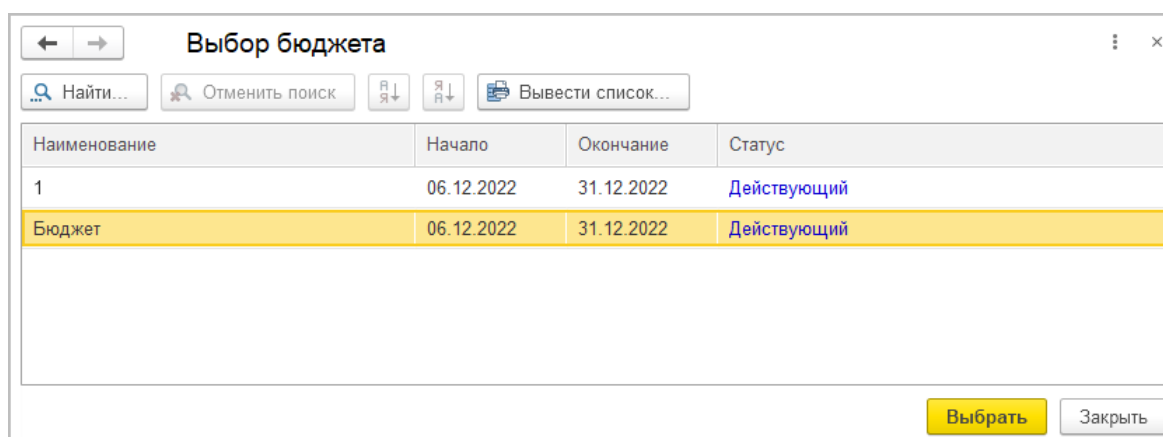 Выбор бюджета
Найти... Отменить поиск Вывести список...
Наименование Начало Окончание Статус
1 06.12.2022 31.12.2022 Действующий
Бюджет 06.12.2022 31.12.2022 Действующий
Выбрать Закрыть